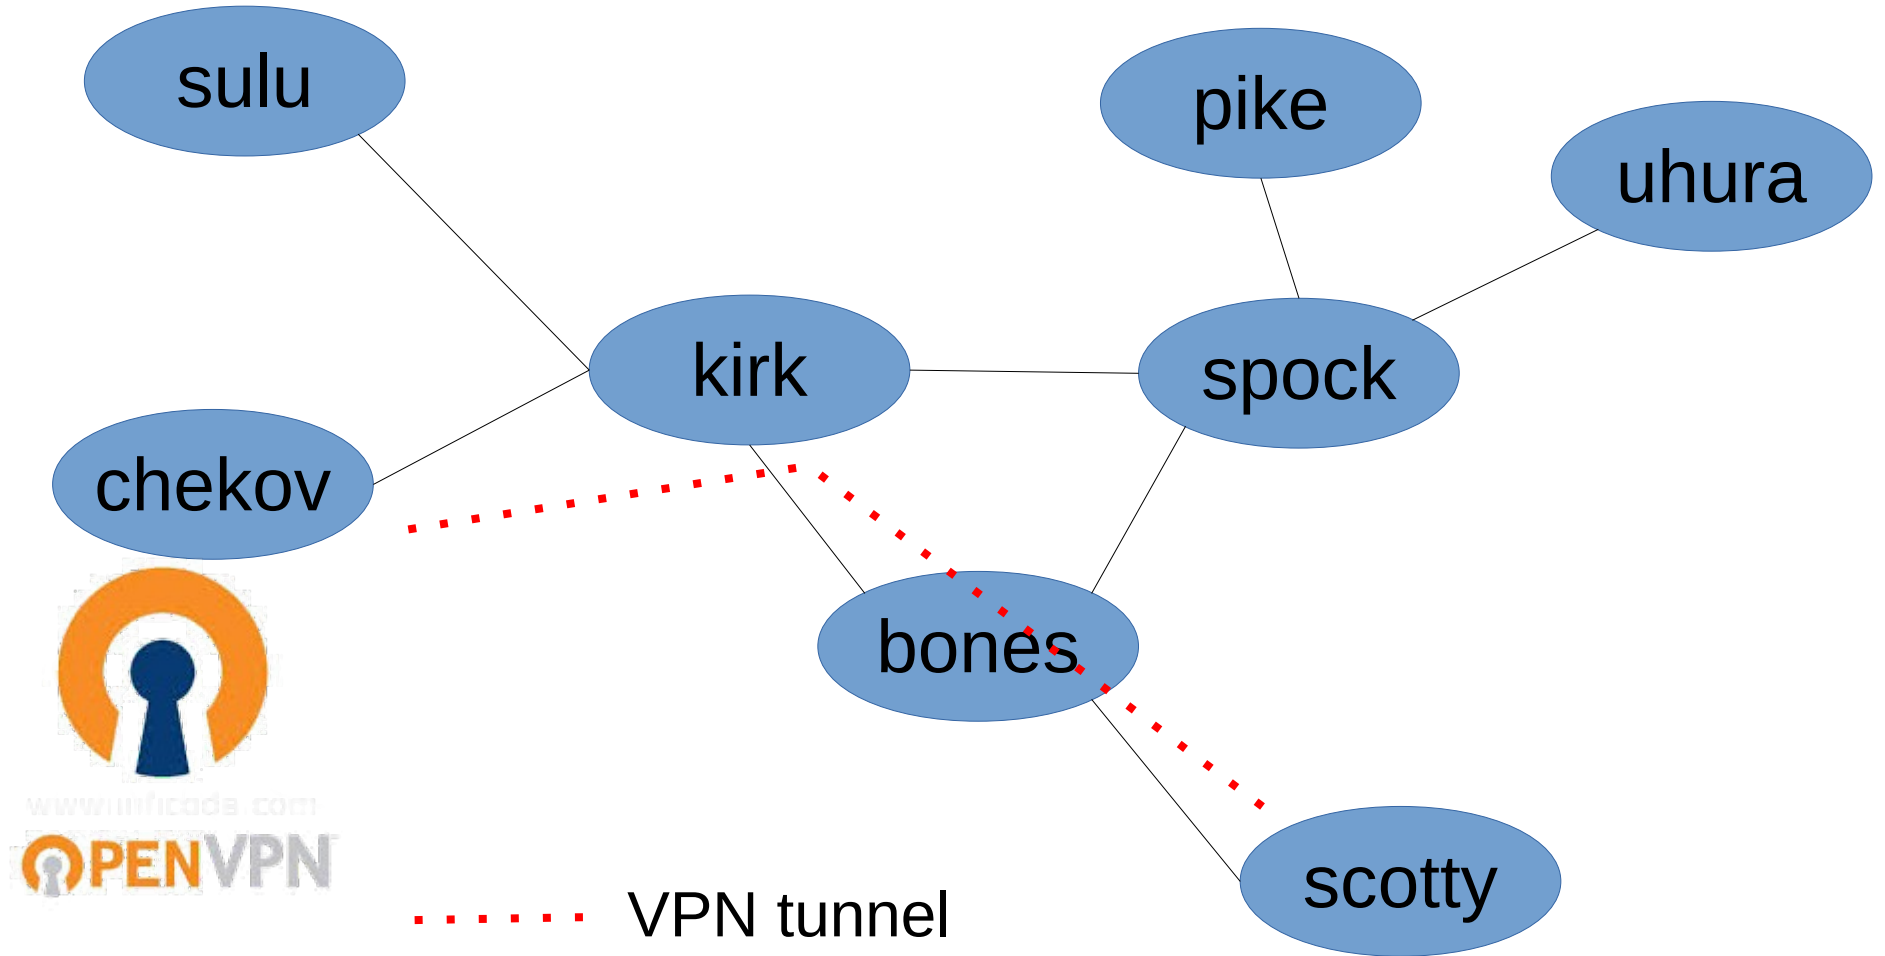 sulu
pike
uhura
kirk
spock
chekov
bones
OPENVPN
scotty
VPN tunnel